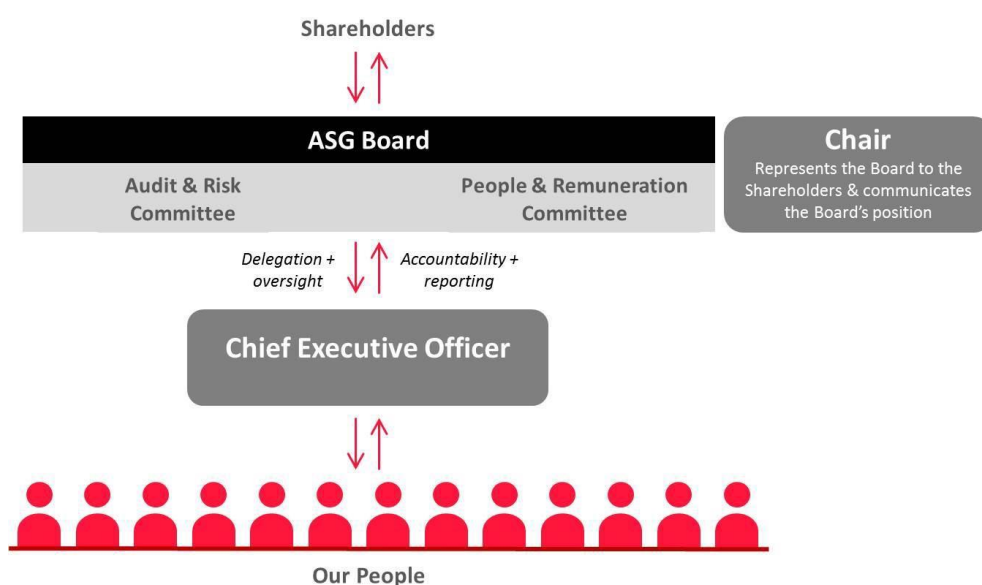 Shareholders
ASG Board
Audit & Risk
Committee
People & Remuneration
Committee
Chair
Represents the Board to the
Shareholders & communicates
the Board's position
Delegation +
oversight
Accountability +
reporting
Chief Executive Officer
Our People